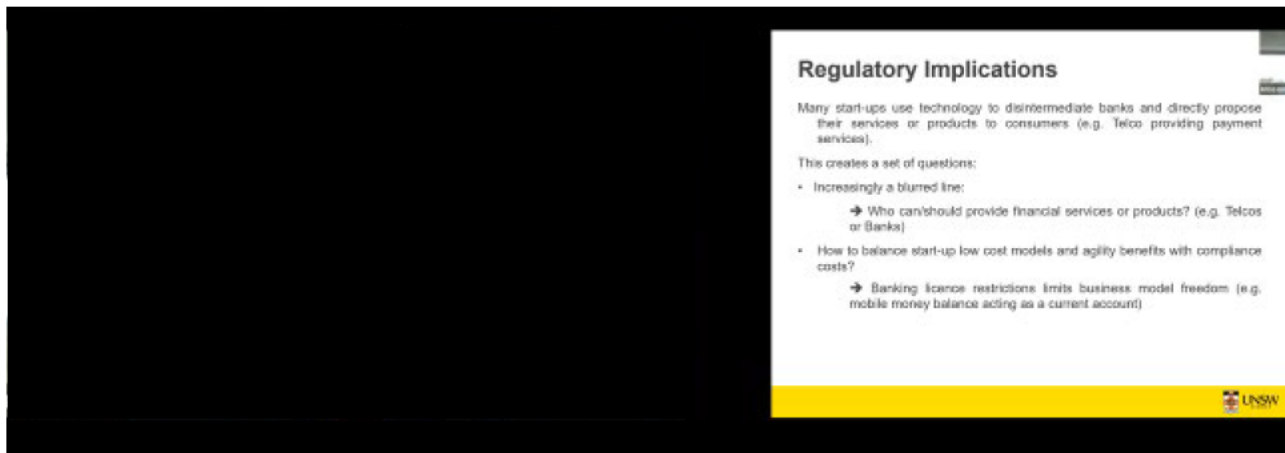 Regulatory Implications
Many start-ups use technology to disintermediate banks and directly propose
their services or products to consumers (e.g. Telco providing payment
services).
This creates a set of questions:
• Increasingly a blurred line:
➔ Who can/should provide financial services or products? (e.g. Telcos
or Banks)
• How to balance start-up low cost models and agility benefits with compliance
costs?
➔ Banking licence restrictions limits business model freedom (e.g.
mobile money balance acting as a current account)
UNSW